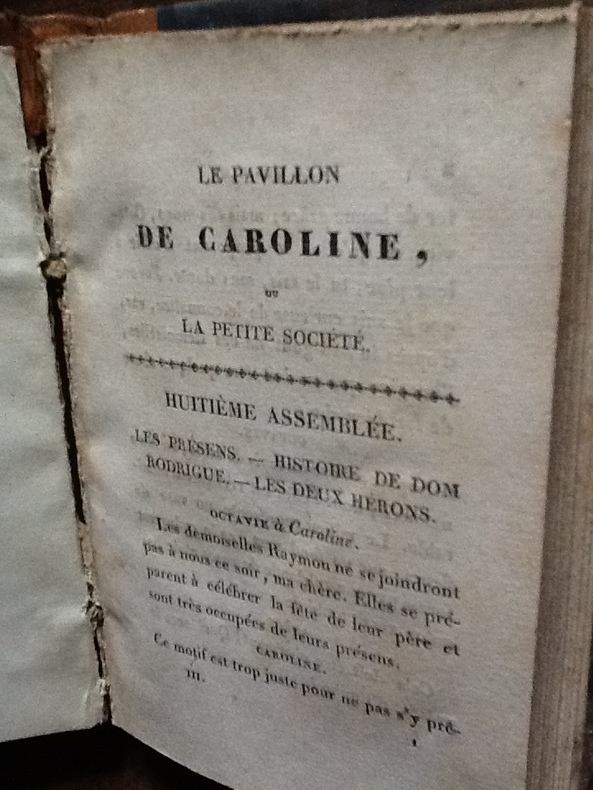 LE PAVILLON
DE CAROLINE,
OU
LA PETITE SOCIÉTÉ.
HUITIÈME ASSEMBLÉE.
LES PRÉSENS. — HISTOIRE DE DOM
RODRIGUE. — LES DEUX HÉRONS.
OCTAVIE à Caroline.
Les demoiselles Raymon ne se joindront
pas à nous ce soir, ma chère. Elles se pré-
parent à célébrer la fête de leur père et
sont très occupées de leurs présens.
CAROLINE.
Ce motif est trop juste pour ne pas s'y prê-
III. 1